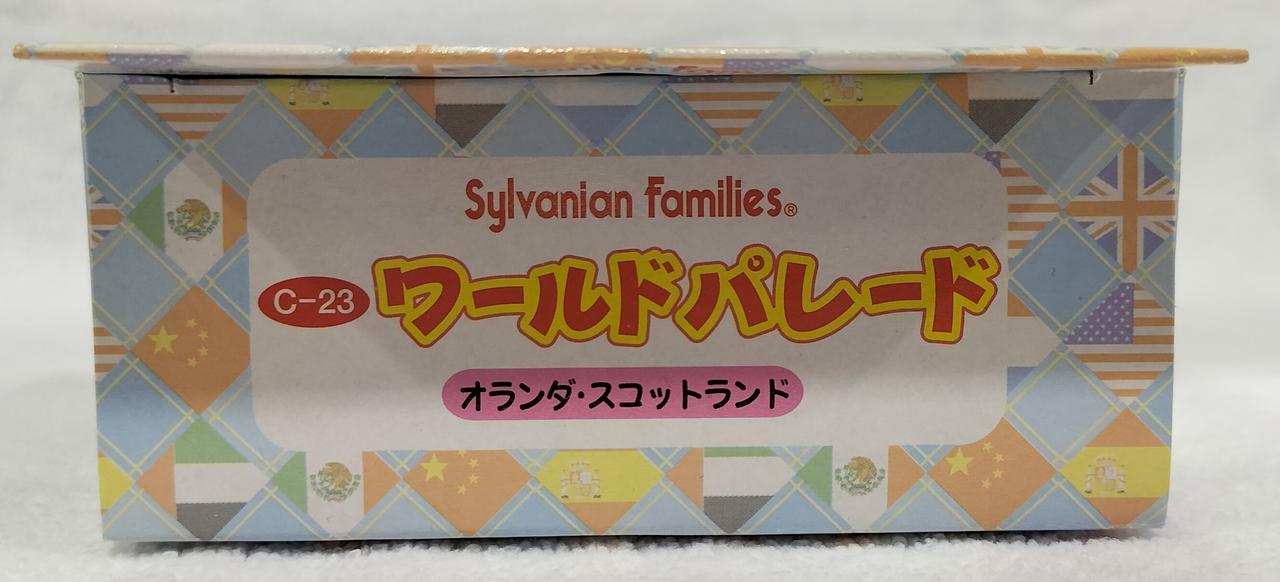 Sylvanian Families®
C-23 ワールドパレード
オランダ・スコットランド